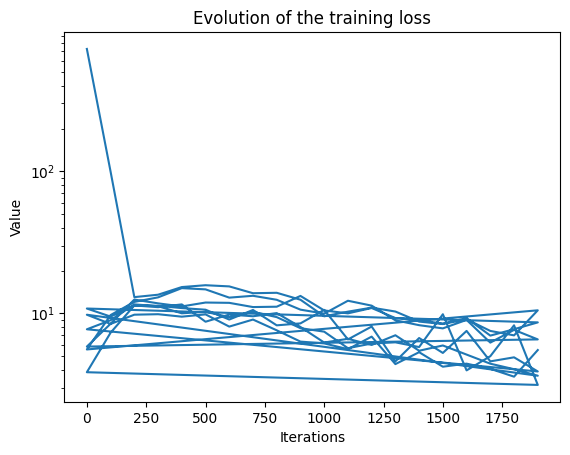 Evolution of the training loss
Value
10²
10¹
0 250 500 750 1000 1250 1500 1750
Iterations